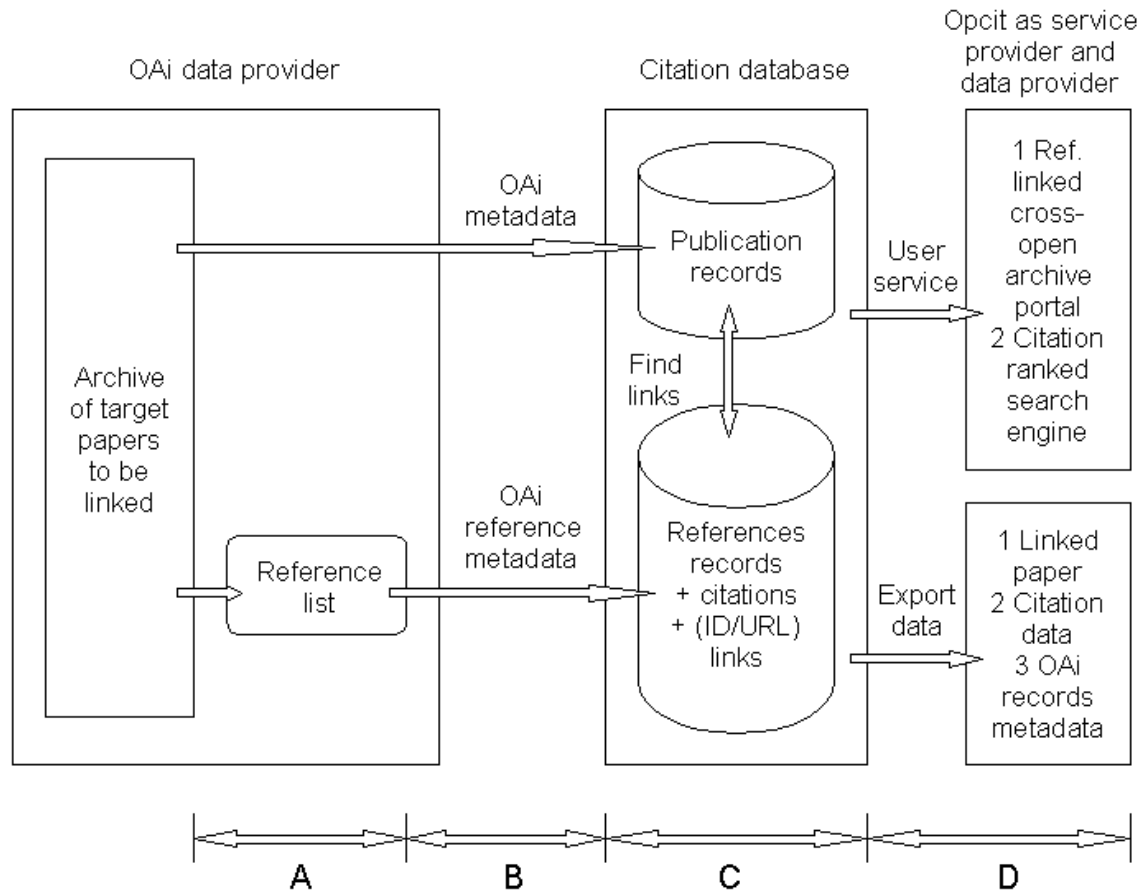 OAi data provider
Citation database
Opcit as service
provider and
data provider
Archive
of target
papers
to be
linked
Reference
list
OAi
metadata
OAi
reference
metadata
Publication
records
Find
links
References
records
+ citations
+ (ID/URL)
links
User
service
Export
data
1 Ref.
linked
cross-
open
archive
portal
2 Citation
ranked
search
engine
1 Linked
paper
2 Citation
data
3 OAi
records
metadata
A
B
C
D